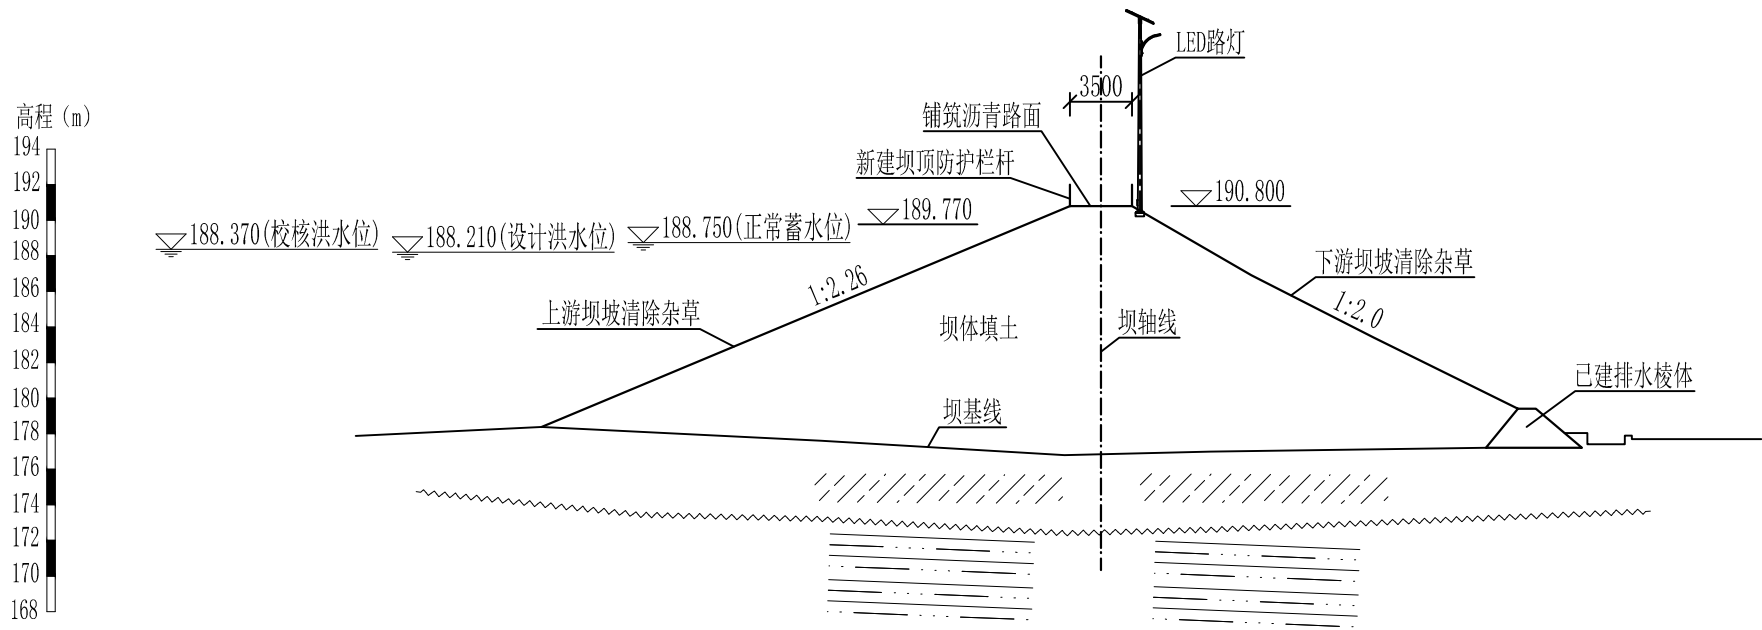 LED路灯
3500
高程（m）
铺筑沥青路面
194
新建坝顶防护栏杆
192
190.800
190
189.770
188.370(校核洪水位)
188.210(设计洪水位)
188.750(正常蓄水位)
188
下游坝坡清除杂草
186
1:2.26
1:2.0
184
上游坝坡清除杂草
坝体填土
坝轴线
182
已建排水棱体
180
坝基线
178
176
174
172
170
168